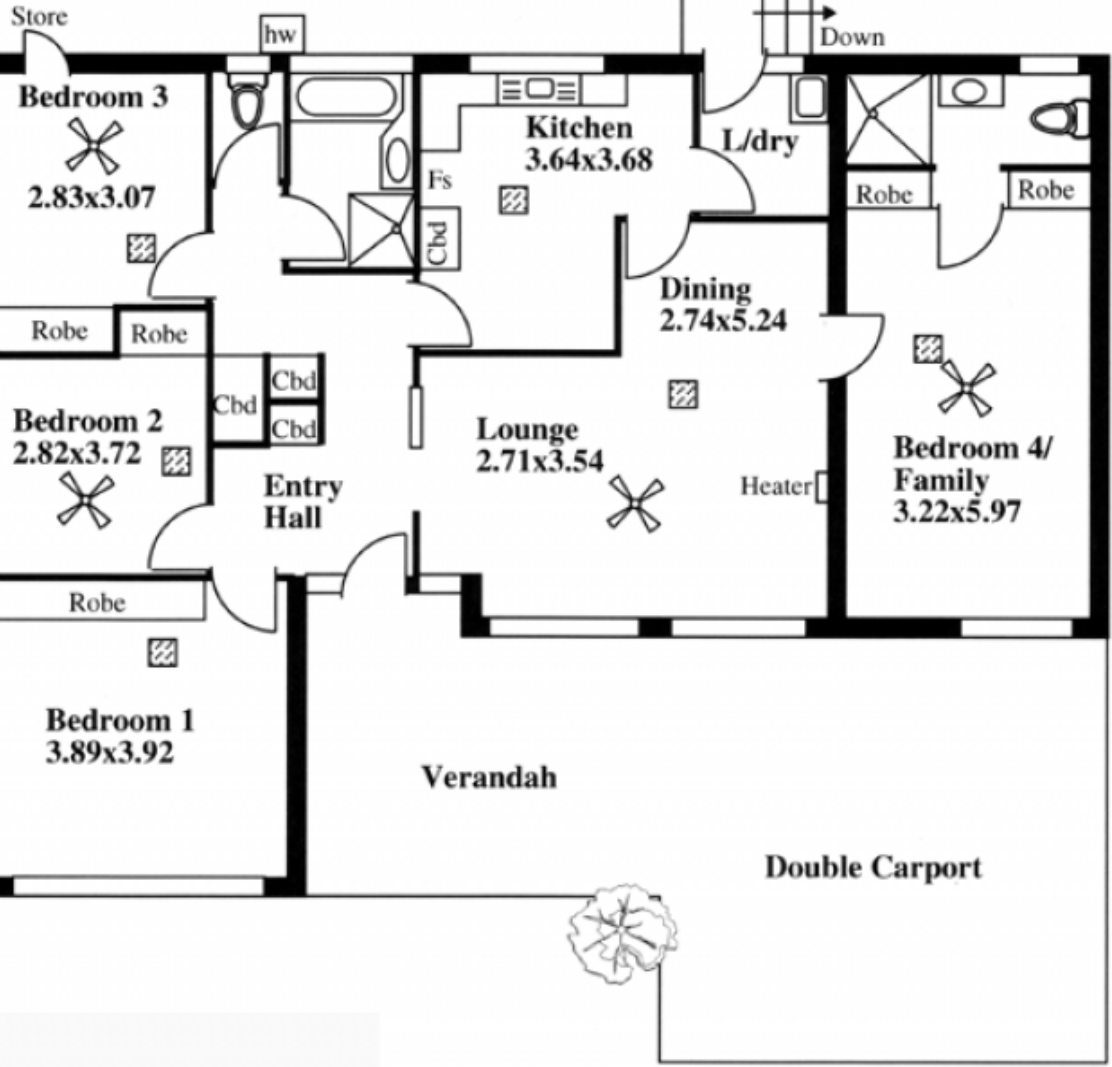 Store
hw
Down
Bedroom 3
2.83x3.07
Kitchen
3.64x3.68
L/dry
Fs
Cbd
Robe
Robe
Dining
2.74x5.24
Robe
Robe
Cbd
Cbd
Cbd
Bedroom 2
2.82x3.72
Lounge
2.71x3.54
Entry
Hall
Heater
Bedroom 4/
Family
3.22x5.97
Robe
Bedroom 1
3.89x3.92
Verandah
Double Carport